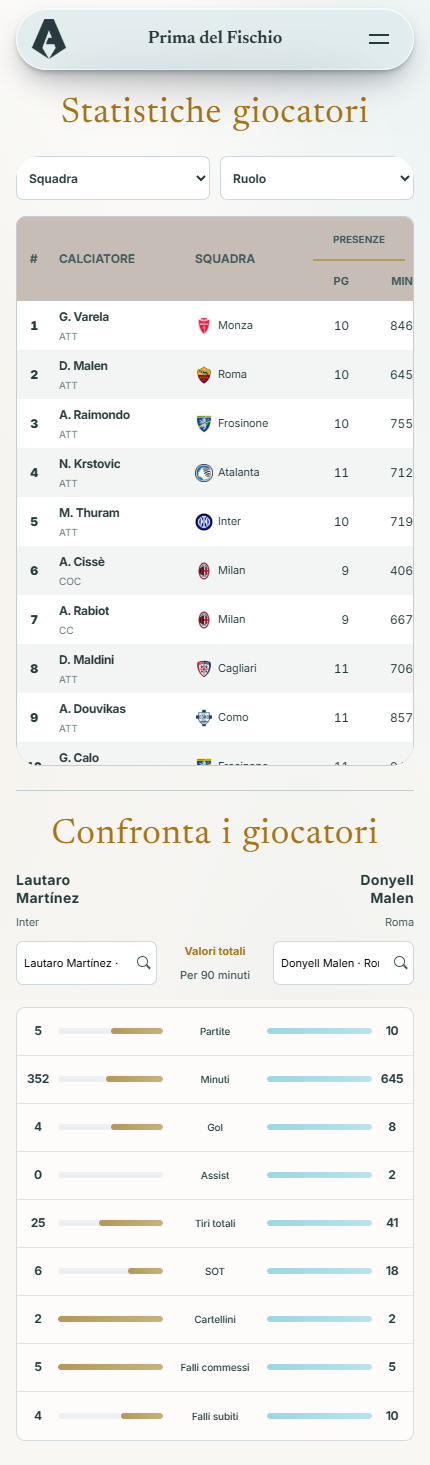 Prima del Fischio
Statistiche giocatori
Squadra
Ruolo
# CALCIATORE SQUADRA PRESENZE
PG MIN
1 G. Varela ATT Monza 10 846
2 D. Malen ATT Roma 10 645
3 A. Raimondo ATT Frosinone 10 755
4 N. Krstovic ATT Atalanta 11 712
5 M. Thuram ATT Inter 10 719
6 A. Cissè COC Milan 9 406
7 A. Rabiot CC Milan 9 667
8 D. Maldini ATT Cagliari 11 706
9 A. Douvikas ATT Como 11 857
G. Calo
Confronta i giocatori
Lautaro Martínez
Inter
Donyell Malen
Roma
Lautaro Martínez ·
Valori totali
Per 90 minuti
Donyell Malen · Ro
5 Partite 10
352 Minuti 645
4 Gol 8
0 Assist 2
25 Tiri totali 41
6 SOT 18
2 Cartellini 2
5 Falli commessi 5
4 Falli subiti 10